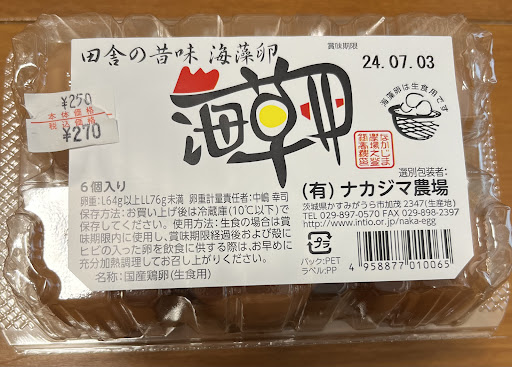 田舎の昔味 海藻卵
賞味期限
24.07.03
¥250
本体価格
税込価格
¥270
海草卵
海藻卵は生食用です
選別包装者:
(有)ナカジマ農場
茨城県かすみがうら市加茂 2347(生産地)
TEL 029-897-0570 FAX 029-898-2397
http://www.intio.or.jp/naka-egg
6個入り
卵重:L64g以上LL76g未満 卵重計量責任者:中嶋 幸司
保存方法:お買い上げ後は冷蔵庫(10℃以下)で
保存してください。使用方法:生食の場合は賞
味期限内に使用し、賞味期限経過後および殻に
ヒビの入った卵を飲食に供する際は、お早めに
充分加熱調理してお召し上がりください。
名称:国産鶏卵(生食用)
プラ
パック:PET
ラベル:PP
4958877010065